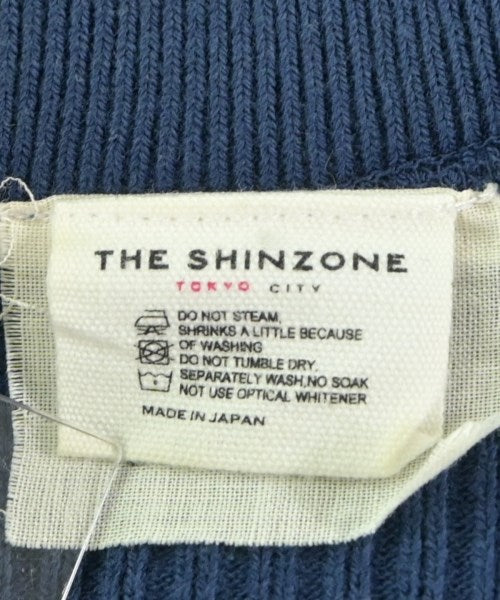 THE SHINZONE
TOKYO CITY
DO NOT STEAM,
SHRINKS A LITTLE BECAUSE
OF WASHING
DO NOT TUMBLE DRY.
SEPARATELY WASH,NO SOAK
NOT USE OPTICAL WHITENER
MADE IN JAPAN